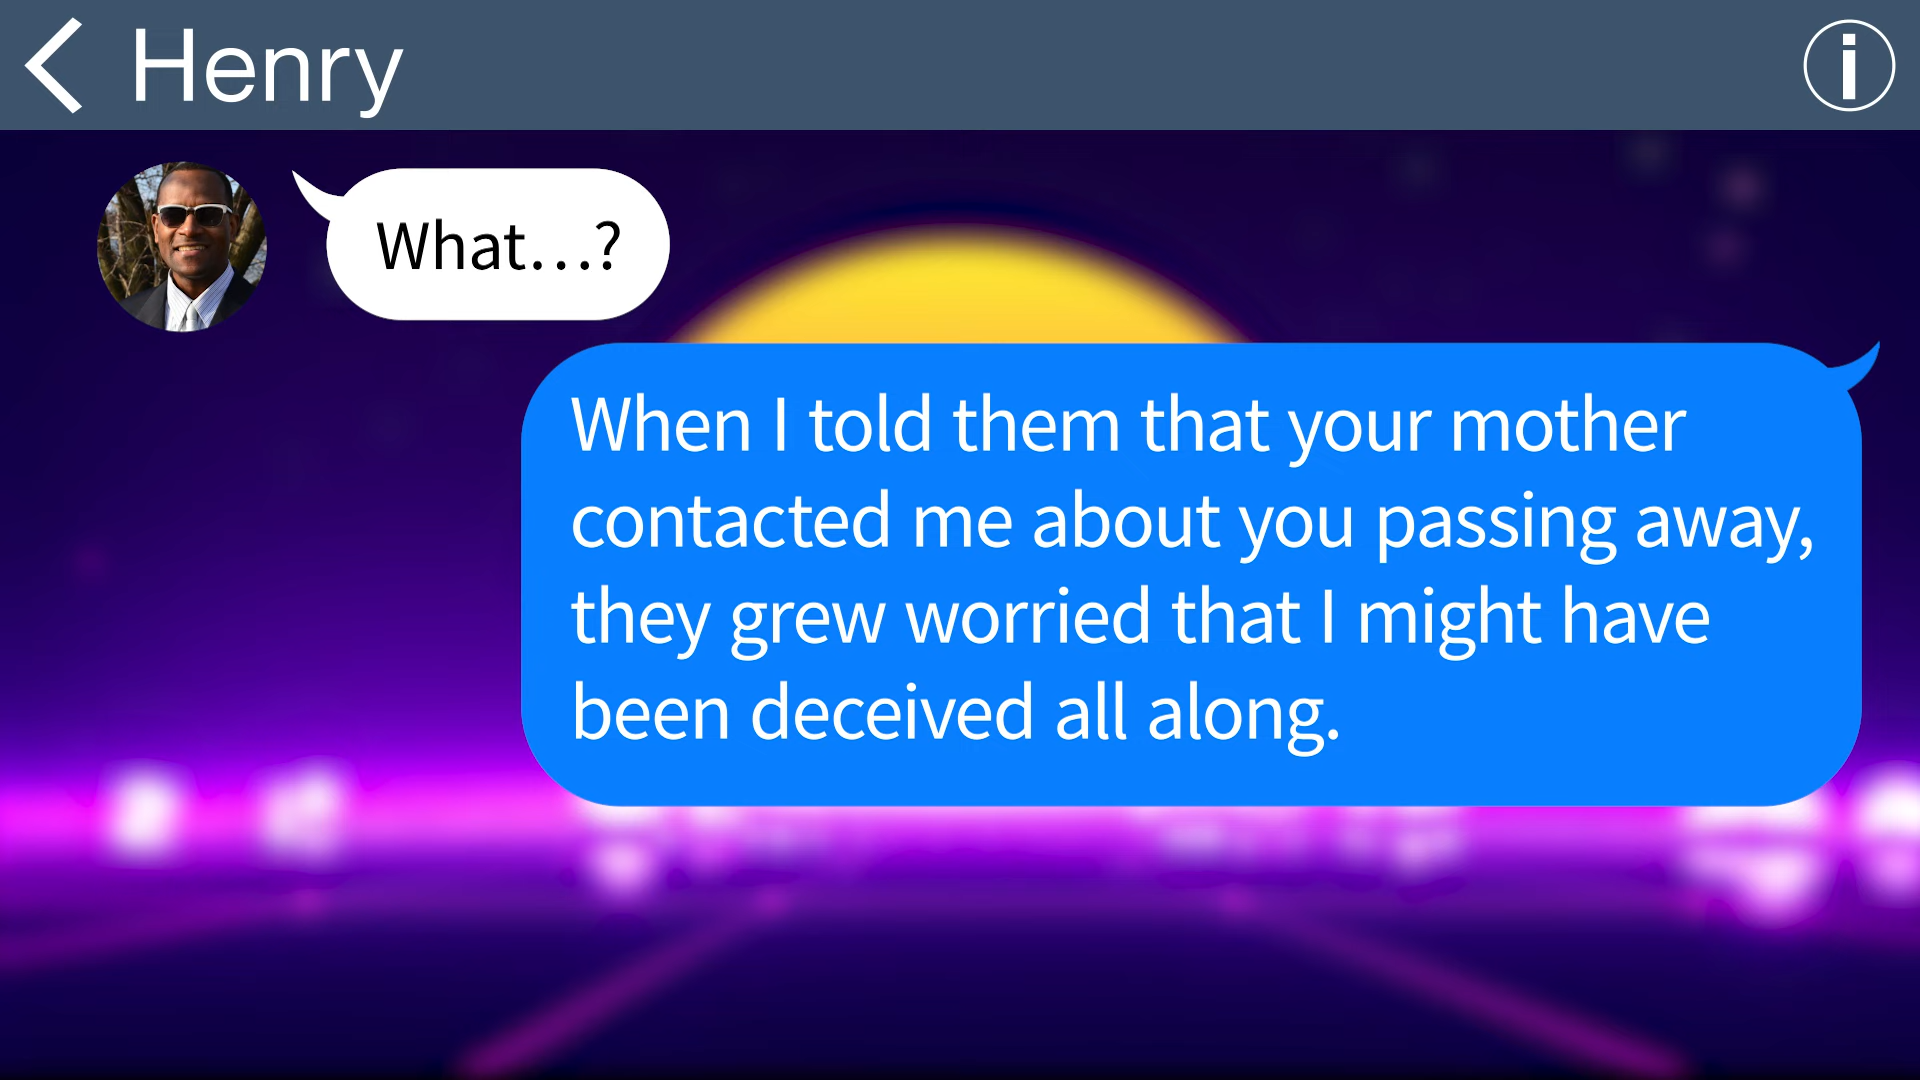 Henry
What…?
When I told them that your mother
contacted me about you passing away,
they grew worried that I might have
been deceived all along.